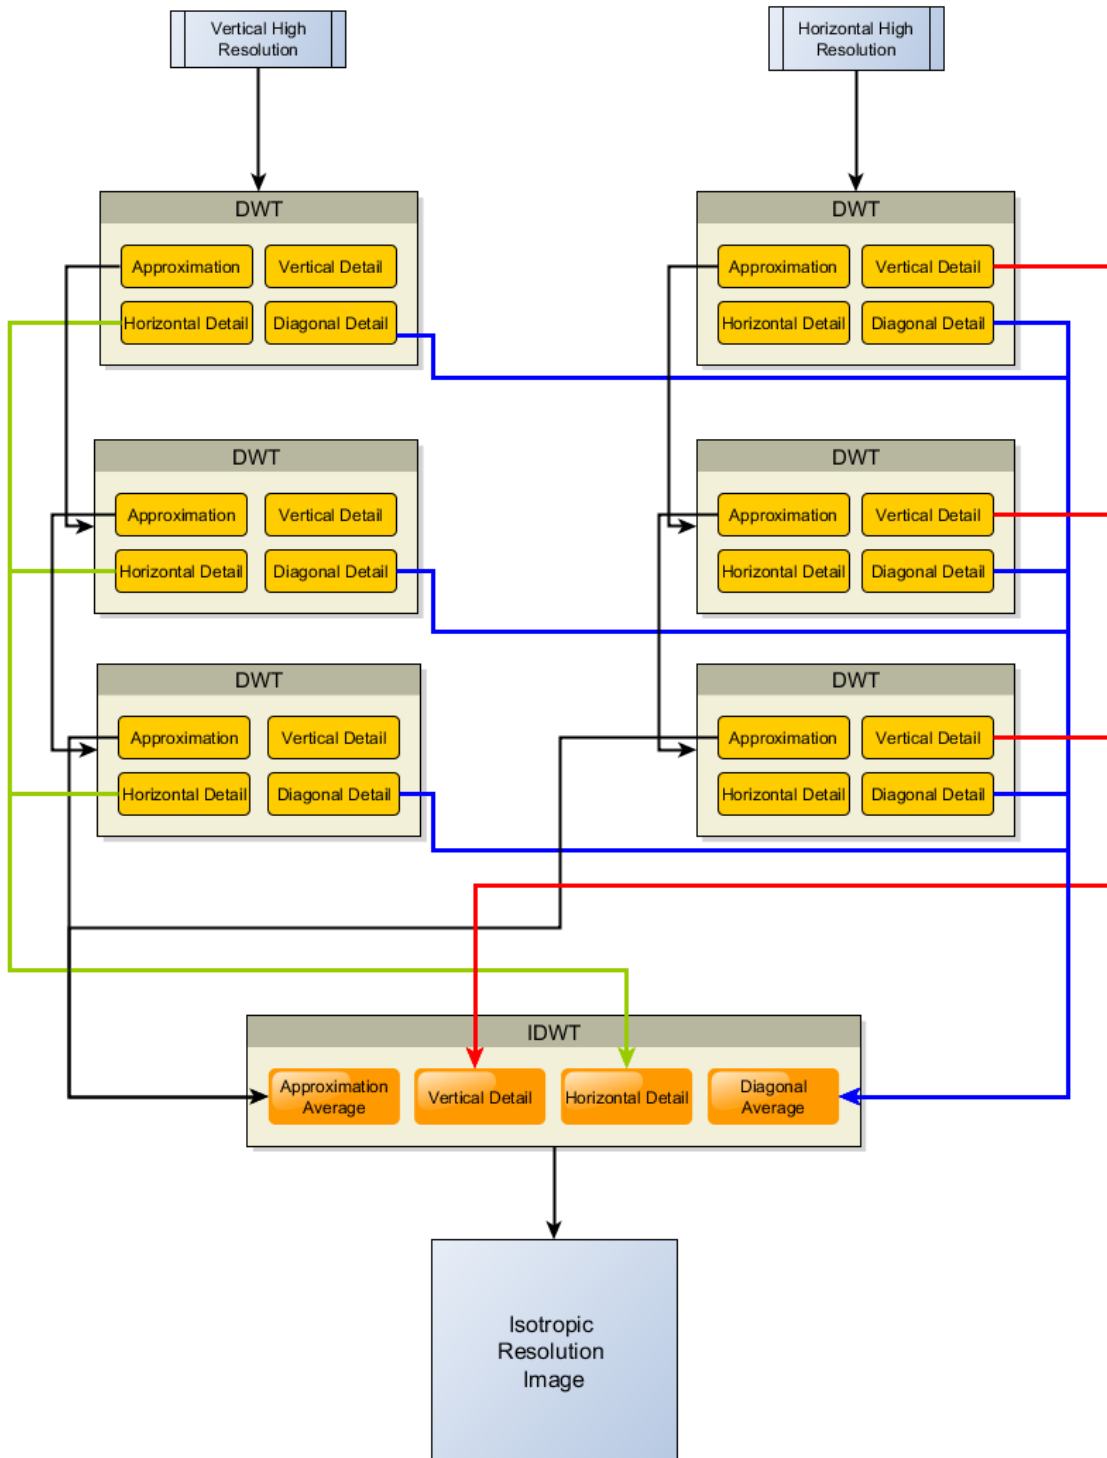 Vertical High
Resolution
Horizontal High
Resolution
DWT
Approximation
Vertical Detail
Horizontal Detail
Diagonal Detail
DWT
Approximation
Vertical Detail
Horizontal Detail
Diagonal Detail
DWT
Approximation
Vertical Detail
Horizontal Detail
Diagonal Detail
DWT
Approximation
Vertical Detail
Horizontal Detail
Diagonal Detail
DWT
Approximation
Vertical Detail
Horizontal Detail
Diagonal Detail
DWT
Approximation
Vertical Detail
Horizontal Detail
Diagonal Detail
IDWT
Approximation
Average
Vertical Detail
Horizontal Detail
Diagonal
Average
Isotropic
Resolution
Image